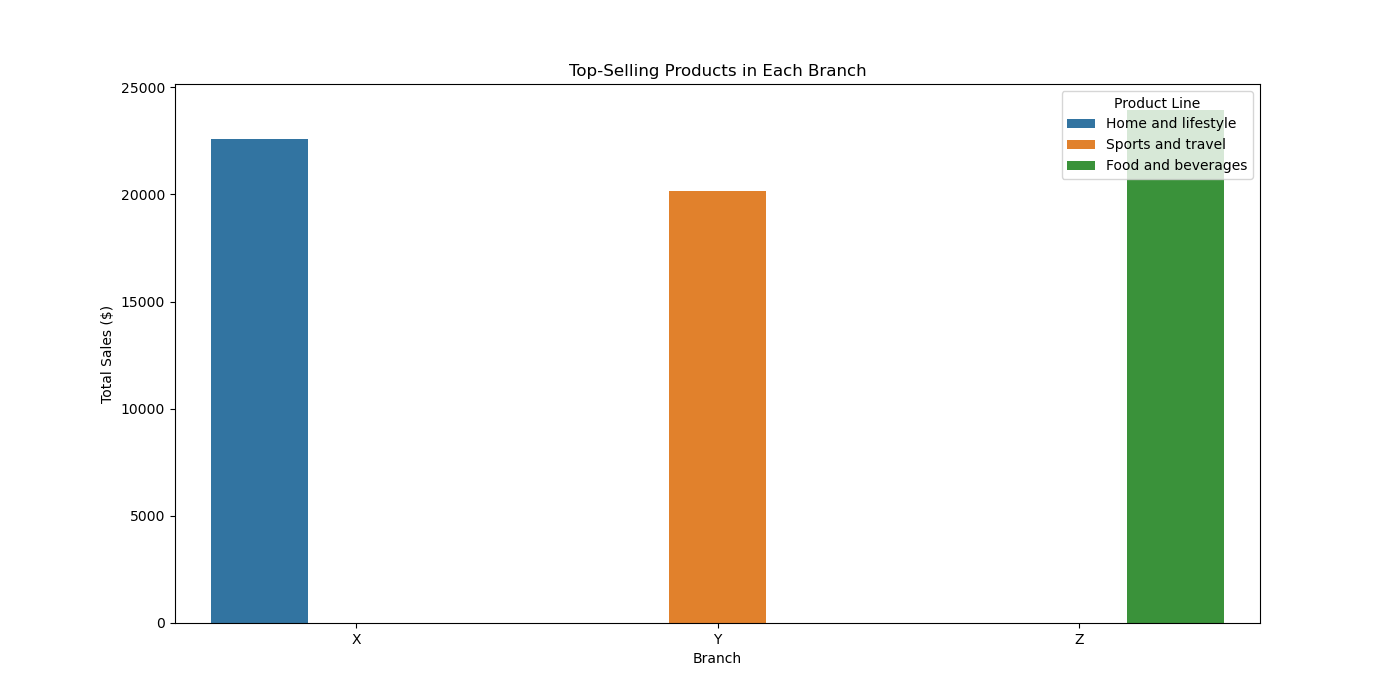 Top-Selling Products in Each Branch
25000
20000
15000
10000
5000
0
Total Sales ($)
Product Line
Home and lifestyle
Sports and travel
Food and beverages
X Y Z
Branch